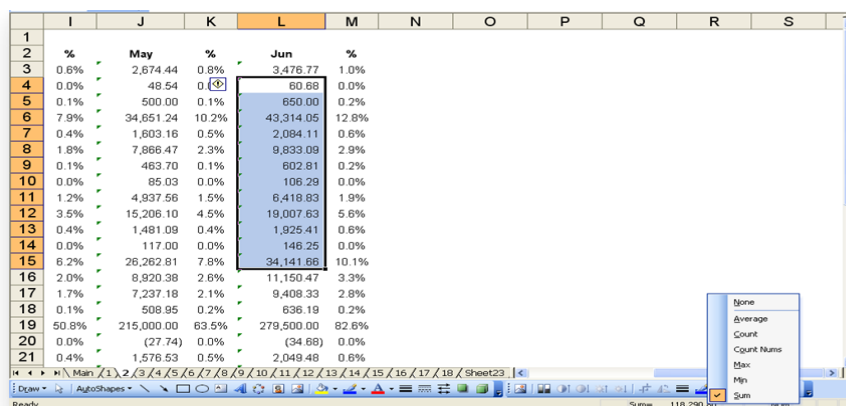 I J K L M N O P Q R S
1
2 % May % Jun %
3 0.6% 2,674.44 0.8% 3,476.77 1.0%
4 0.0% 48.54 60.68 0.0%
5 0.1% 500.00 0.1% 650.00 0.2%
6 7.9% 34,651.24 10.2% 43,314.05 12.8%
7 0.4% 1,603.16 0.5% 2,084.11 0.6%
8 1.8% 7,866.47 2.3% 9,833.09 2.9%
9 0.1% 463.70 0.1% 602.81 0.2%
10 0.0% 85.03 0.0% 106.29 0.0%
11 1.2% 4,937.56 1.5% 6,418.83 1.9%
12 3.5% 15,206.10 4.5% 19,007.63 5.6%
13 0.4% 1,481.09 0.4% 1,925.41 0.6%
14 0.0% 117.00 0.0% 146.25 0.0%
15 6.2% 26,262.81 7.8% 34,141.66 10.1%
16 2.0% 8,920.38 2.6% 11,150.47 3.3%
17 1.7% 7,237.18 2.1% 9,408.33 2.8%
18 0.1% 508.95 0.2% 636.19 0.2%
19 50.8% 215,000.00 63.5% 279,500.00 82.6%
20 0.0% (27.74) 0.0% (34.68) 0.0%
21 0.4% 1,576.53 0.5% 2,049.48 0.6%
None
Average
Count
Count Nums
Max
Min
Sum
Main / 1 / 2 / 3 / 4 / 5 / 6 / 7 / 8 / 9 / 10 / 11 / 12 / 13 / 14 / 15 / 16 / 17 / 18 / Sheet23
Draw AutoShapes
Ready